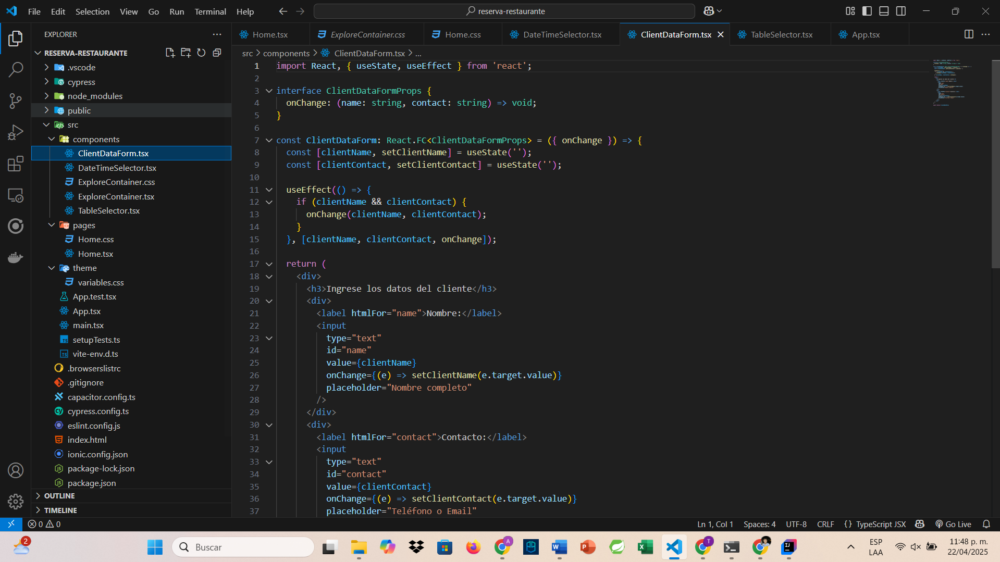 File Edit Selection View Go Run Terminal Help
reserva-restaurante
EXPLORER
RESERVA-RESTAURANTE
.vscode
cypress
node_modules
public
src
components
ClientDataForm.tsx
DateTimeSelector.tsx
ExploreContainer.css
ExploreContainer.tsx
TableSelector.tsx
pages
Home.css
Home.tsx
theme
variables.css
App.test.tsx
App.tsx
main.tsx
setupTests.ts
vite-env.d.ts
.browserslistrc
.gitignore
capacitor.config.ts
cypress.config.ts
eslint.config.js
index.html
ionic.config.json
package-lock.json
package.json
OUTLINE
TIMELINE
Home.tsx ExploreContainer.css Home.css DateTimeSelector.tsx ClientDataForm.tsx TableSelector.tsx App.tsx
src > components > ClientDataForm.tsx > ...
1 import React, { useState, useEffect } from 'react';
2
3 interface ClientDataFormProps {
4 onChange: (name: string, contact: string) => void;
5 }
6
7 const ClientDataForm: React.FC<ClientDataFormProps> = ({ onChange }) => {
8 const [clientName, setClientName] = useState('');
9 const [clientContact, setClientContact] = useState('');
10
11 useEffect(() => {
12 if (clientName && clientContact) {
13 onChange(clientName, clientContact);
14 }
15 }, [clientName, clientContact, onChange]);
16
17 return (
18 <div>
19 <h3>Ingrese los datos del cliente</h3>
20 <div>
21 <label htmlFor="name">Nombre:</label>
22 <input
23 type="text"
24 id="name"
25 value={clientName}
26 onChange={(e) => setClientName(e.target.value)}
27 placeholder="Nombre completo"
28 />
29 </div>
30 <div>
31 <label htmlFor="contact">Contacto:</label>
32 <input
33 type="text"
34 id="contact"
35 value={clientContact}
36 onChange={(e) => setClientContact(e.target.value)}
37 placeholder="Teléfono o Email"
0 0
Ln 1, Col 1 Spaces: 4 UTF-8 CRLF {} TypeScript JSX Go Live
2
Buscar
ESP
LAA
11:48 p. m.
22/04/2025